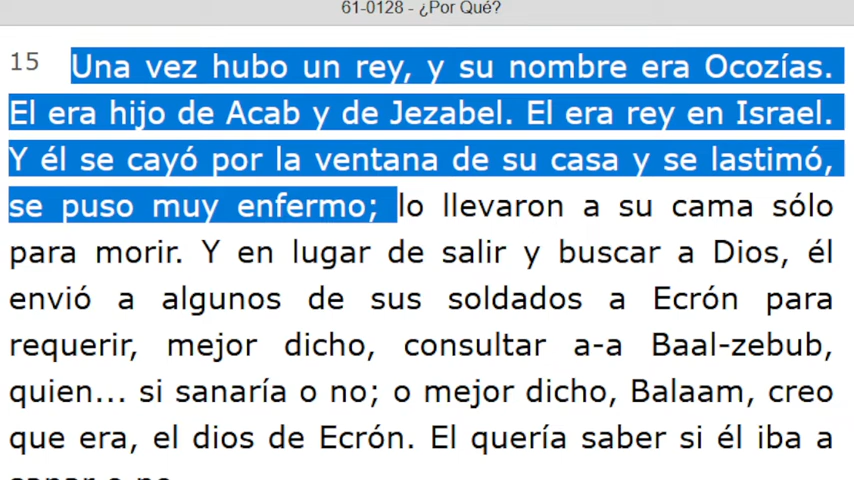 61-0128 - ¿Por Qué?
15 Una vez hubo un rey, y su nombre era Ocozías.
El era hijo de Acab y de Jezabel. El era rey en Israel.
Y él se cayó por la ventana de su casa y se lastimó,
se puso muy enfermo; lo llevaron a su cama sólo
para morir. Y en lugar de salir y buscar a Dios, él
envió a algunos de sus soldados a Ecrón para
requerir, mejor dicho, consultar a-a Baal-zebub,
quien... si sanaría o no; o mejor dicho, Balaam, creo
que era, el dios de Ecrón. El quería saber si él iba a